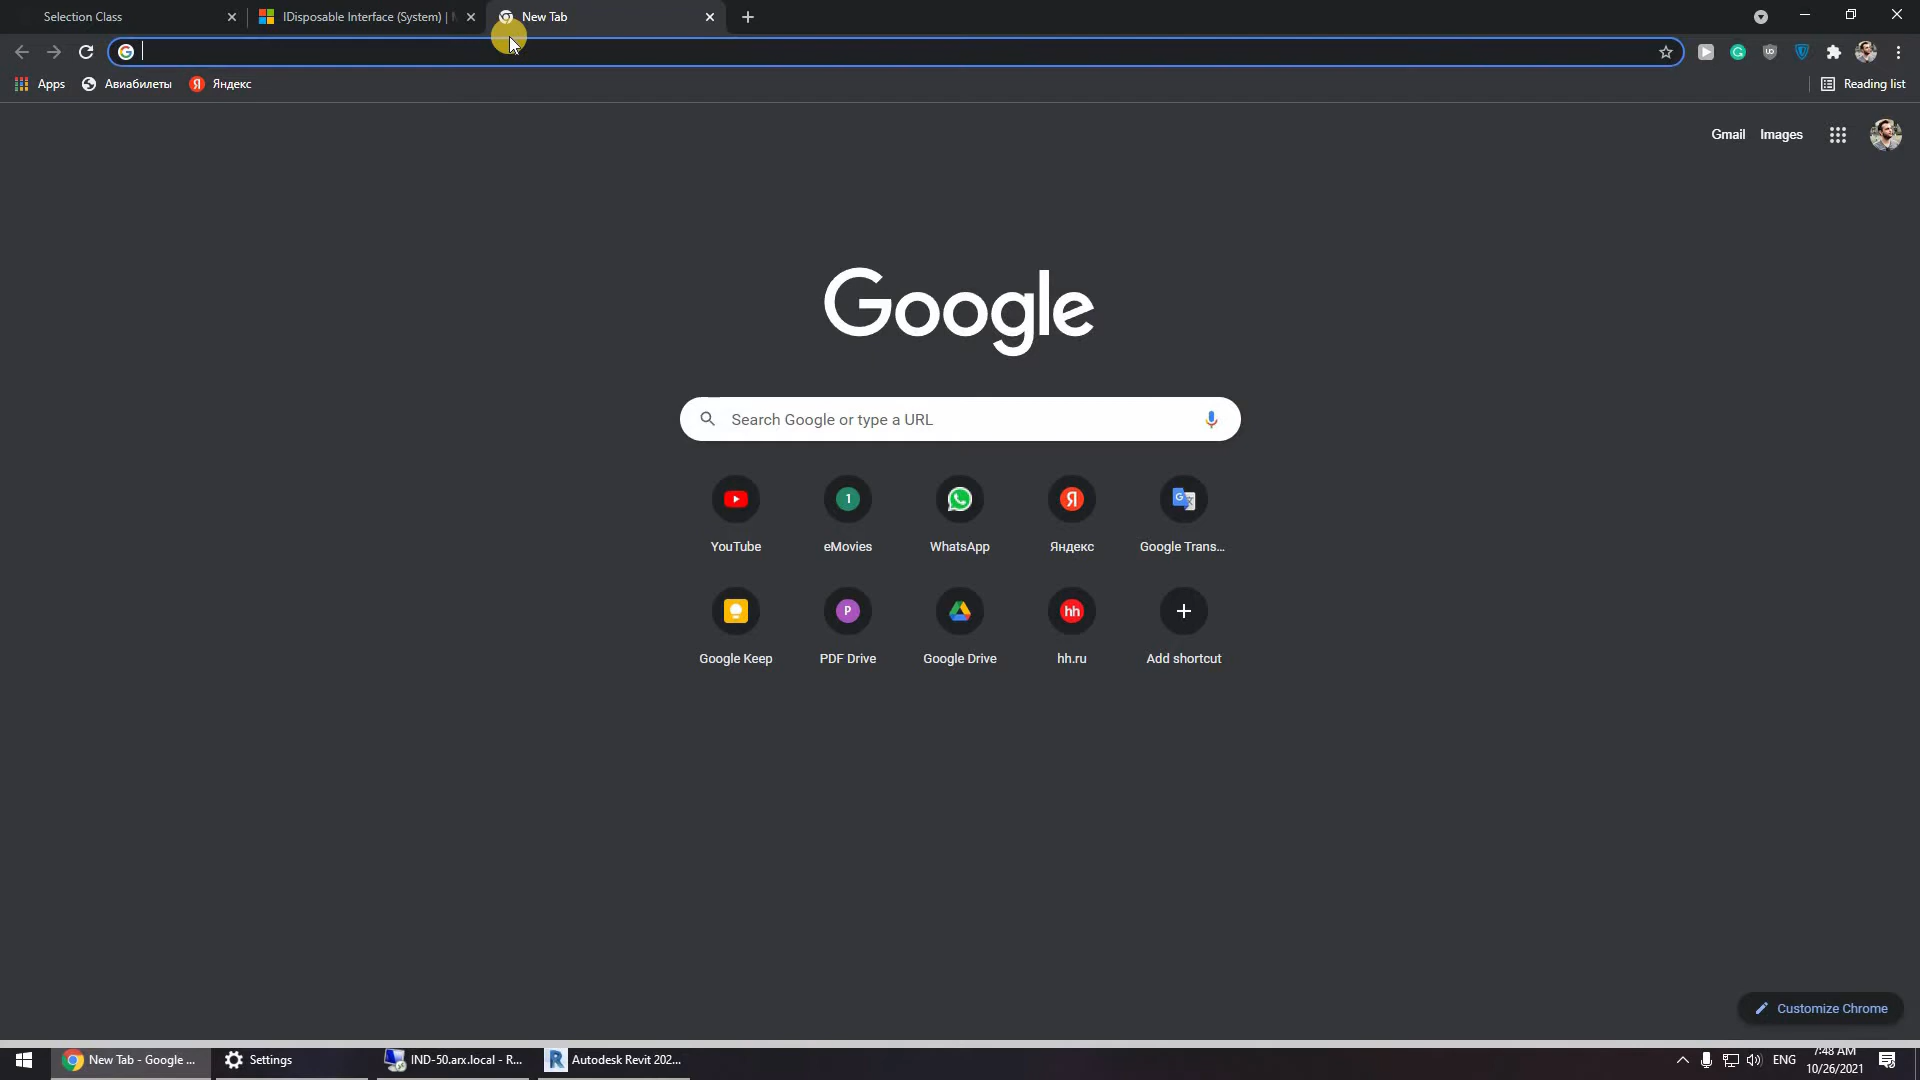 Selection Class
IDisposable Interface (System) |
New Tab
Apps
Авиабилеты
Яндекс
Reading list
Gmail
Images
Google
Search Google or type a URL
YouTube
1
eMovies
WhatsApp
Я
Яндекс
Google Trans...
Google Keep
P
PDF Drive
Google Drive
hh
hh.ru
Add shortcut
Customize Chrome
New Tab - Google ...
Settings
IND-50.arx.local - R...
Autodesk Revit 202...
ENG
7:48 AM
10/26/2021